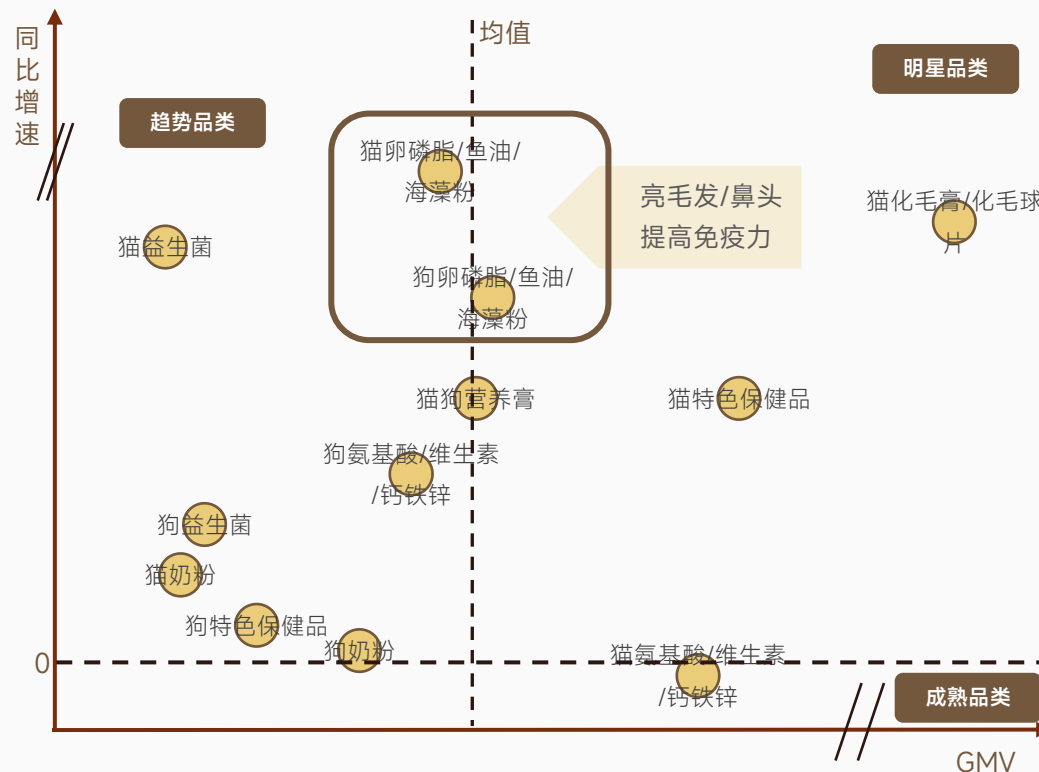 同比增速
均值
明星品类
趋势品类
猫卵磷脂/鱼油/
海藻粉
亮毛发/鼻头
提高免疫力
猫化毛膏/化毛球
片
猫益生菌
狗卵磷脂/鱼油/
海藻粉
猫狗营养膏
猫特色保健品
狗氨基酸/维生素
/钙铁锌
狗益生菌
猫奶粉
狗特色保健品
狗奶粉
猫氨基酸/维生素
/钙铁锌
0
成熟品类
GMV